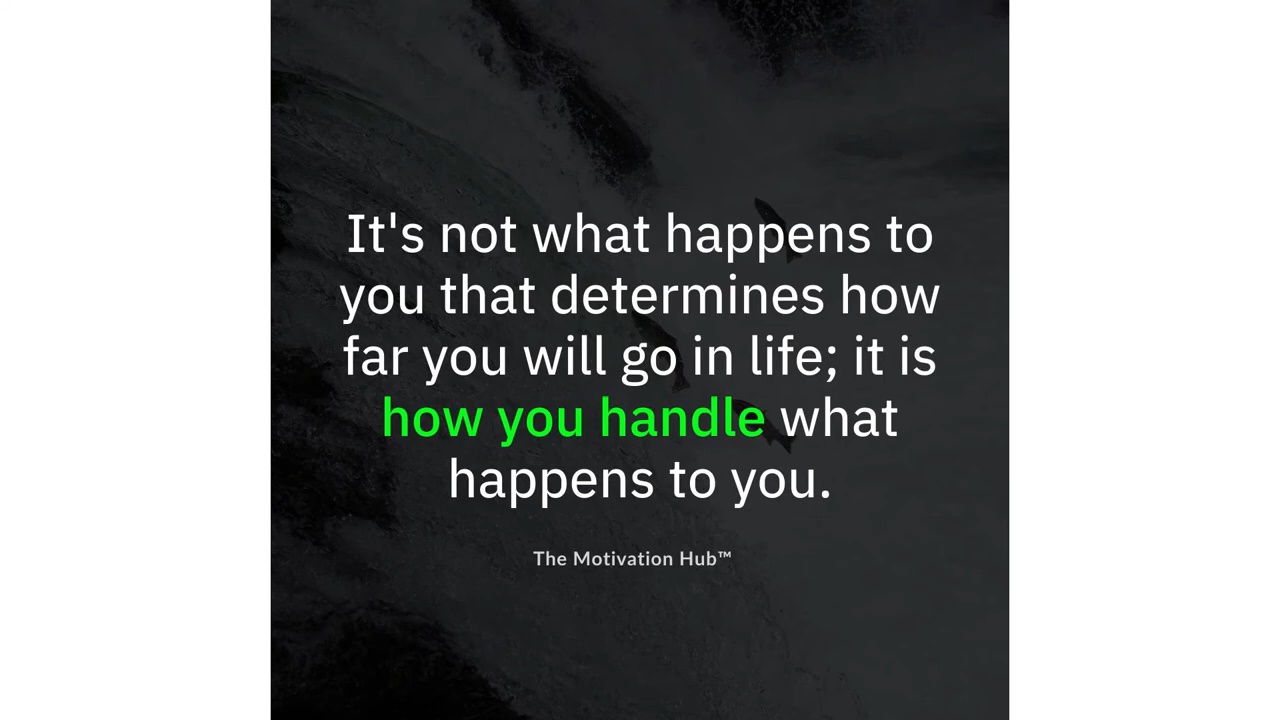 It's not what happens to
you that determines how
far you will go in life; it is
how you handle what
happens to you.
The Motivation Hub™